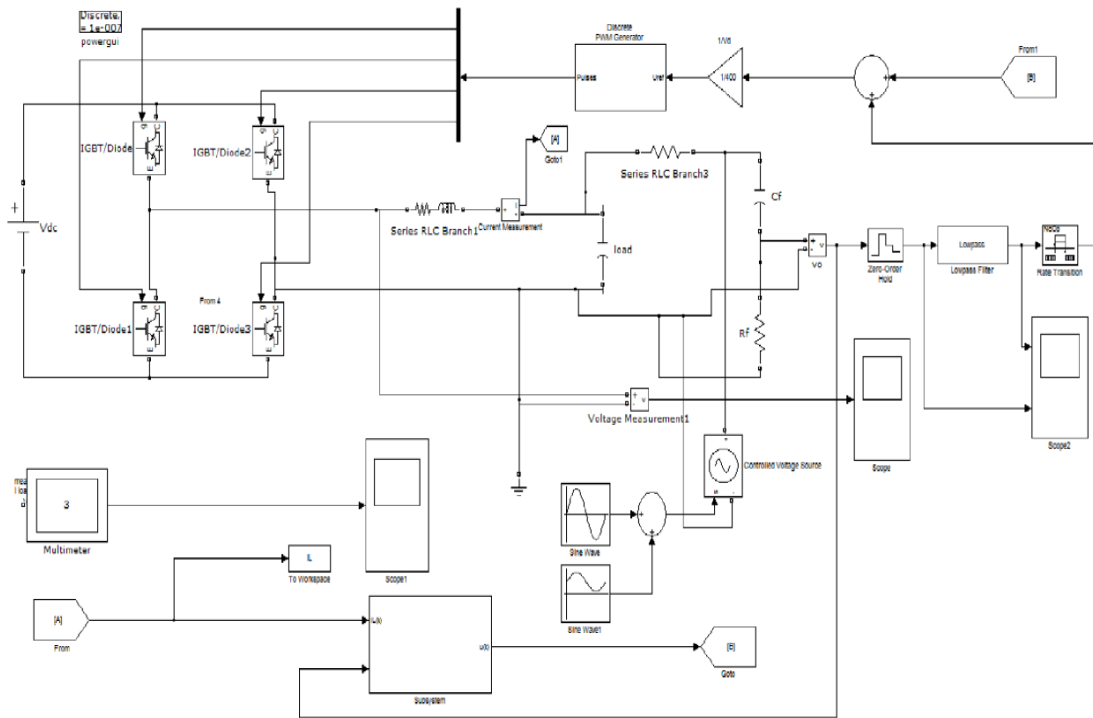 Discrete,
= 1e-007
powergui
Discrete
PWM Generator
Pulses
Uref
1/Vd
1/400
From1
[B]
+
+
g
C
E
IGBT/Diode
g
C
E
IGBT/Diode2
[A]
Goto1
Series RLC Branch3
Cf
+
Vdc
Series RLC Branch1
+
Current Measurement
load
+
-
v
vo
Zero-Order
Hold
Lowpass
Lowpass Filter
Rate Transition
From 4
g
C
E
IGBT/Diode1
g
C
E
IGBT/Diode3
Rf
+
-
v
Voltage Measurement1
Scope
Scope2
Controlled Voltage Source
3
Multimeter
Scope1
+
+
Sine Wave
Sine Wave1
IL
To Workspace
[A]
From
iL(k)
u(k)
Subsystem
[B]
Goto